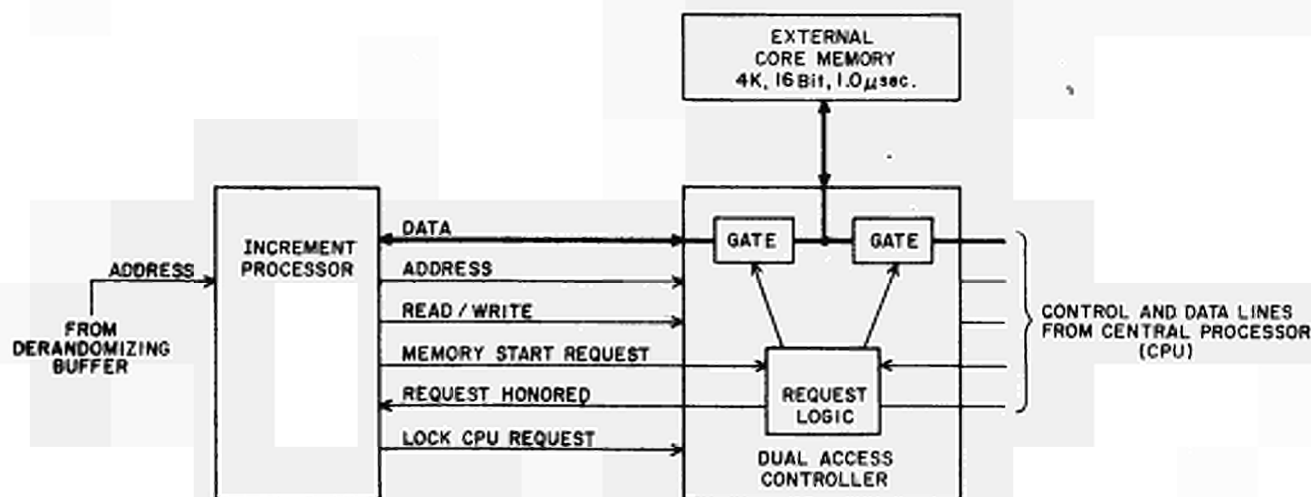 EXTERNAL
CORE MEMORY
4K, 16 Bit, 1.0 μsec.
INCREMENT
PROCESSOR
ADDRESS
FROM
DERANDOMIZING
BUFFER
DATA
ADDRESS
READ / WRITE
MEMORY START REQUEST
REQUEST HONORED
LOCK CPU REQUEST
GATE
GATE
REQUEST
LOGIC
DUAL ACCESS
CONTROLLER
CONTROL AND DATA LINES
FROM CENTRAL PROCESSOR
(CPU)